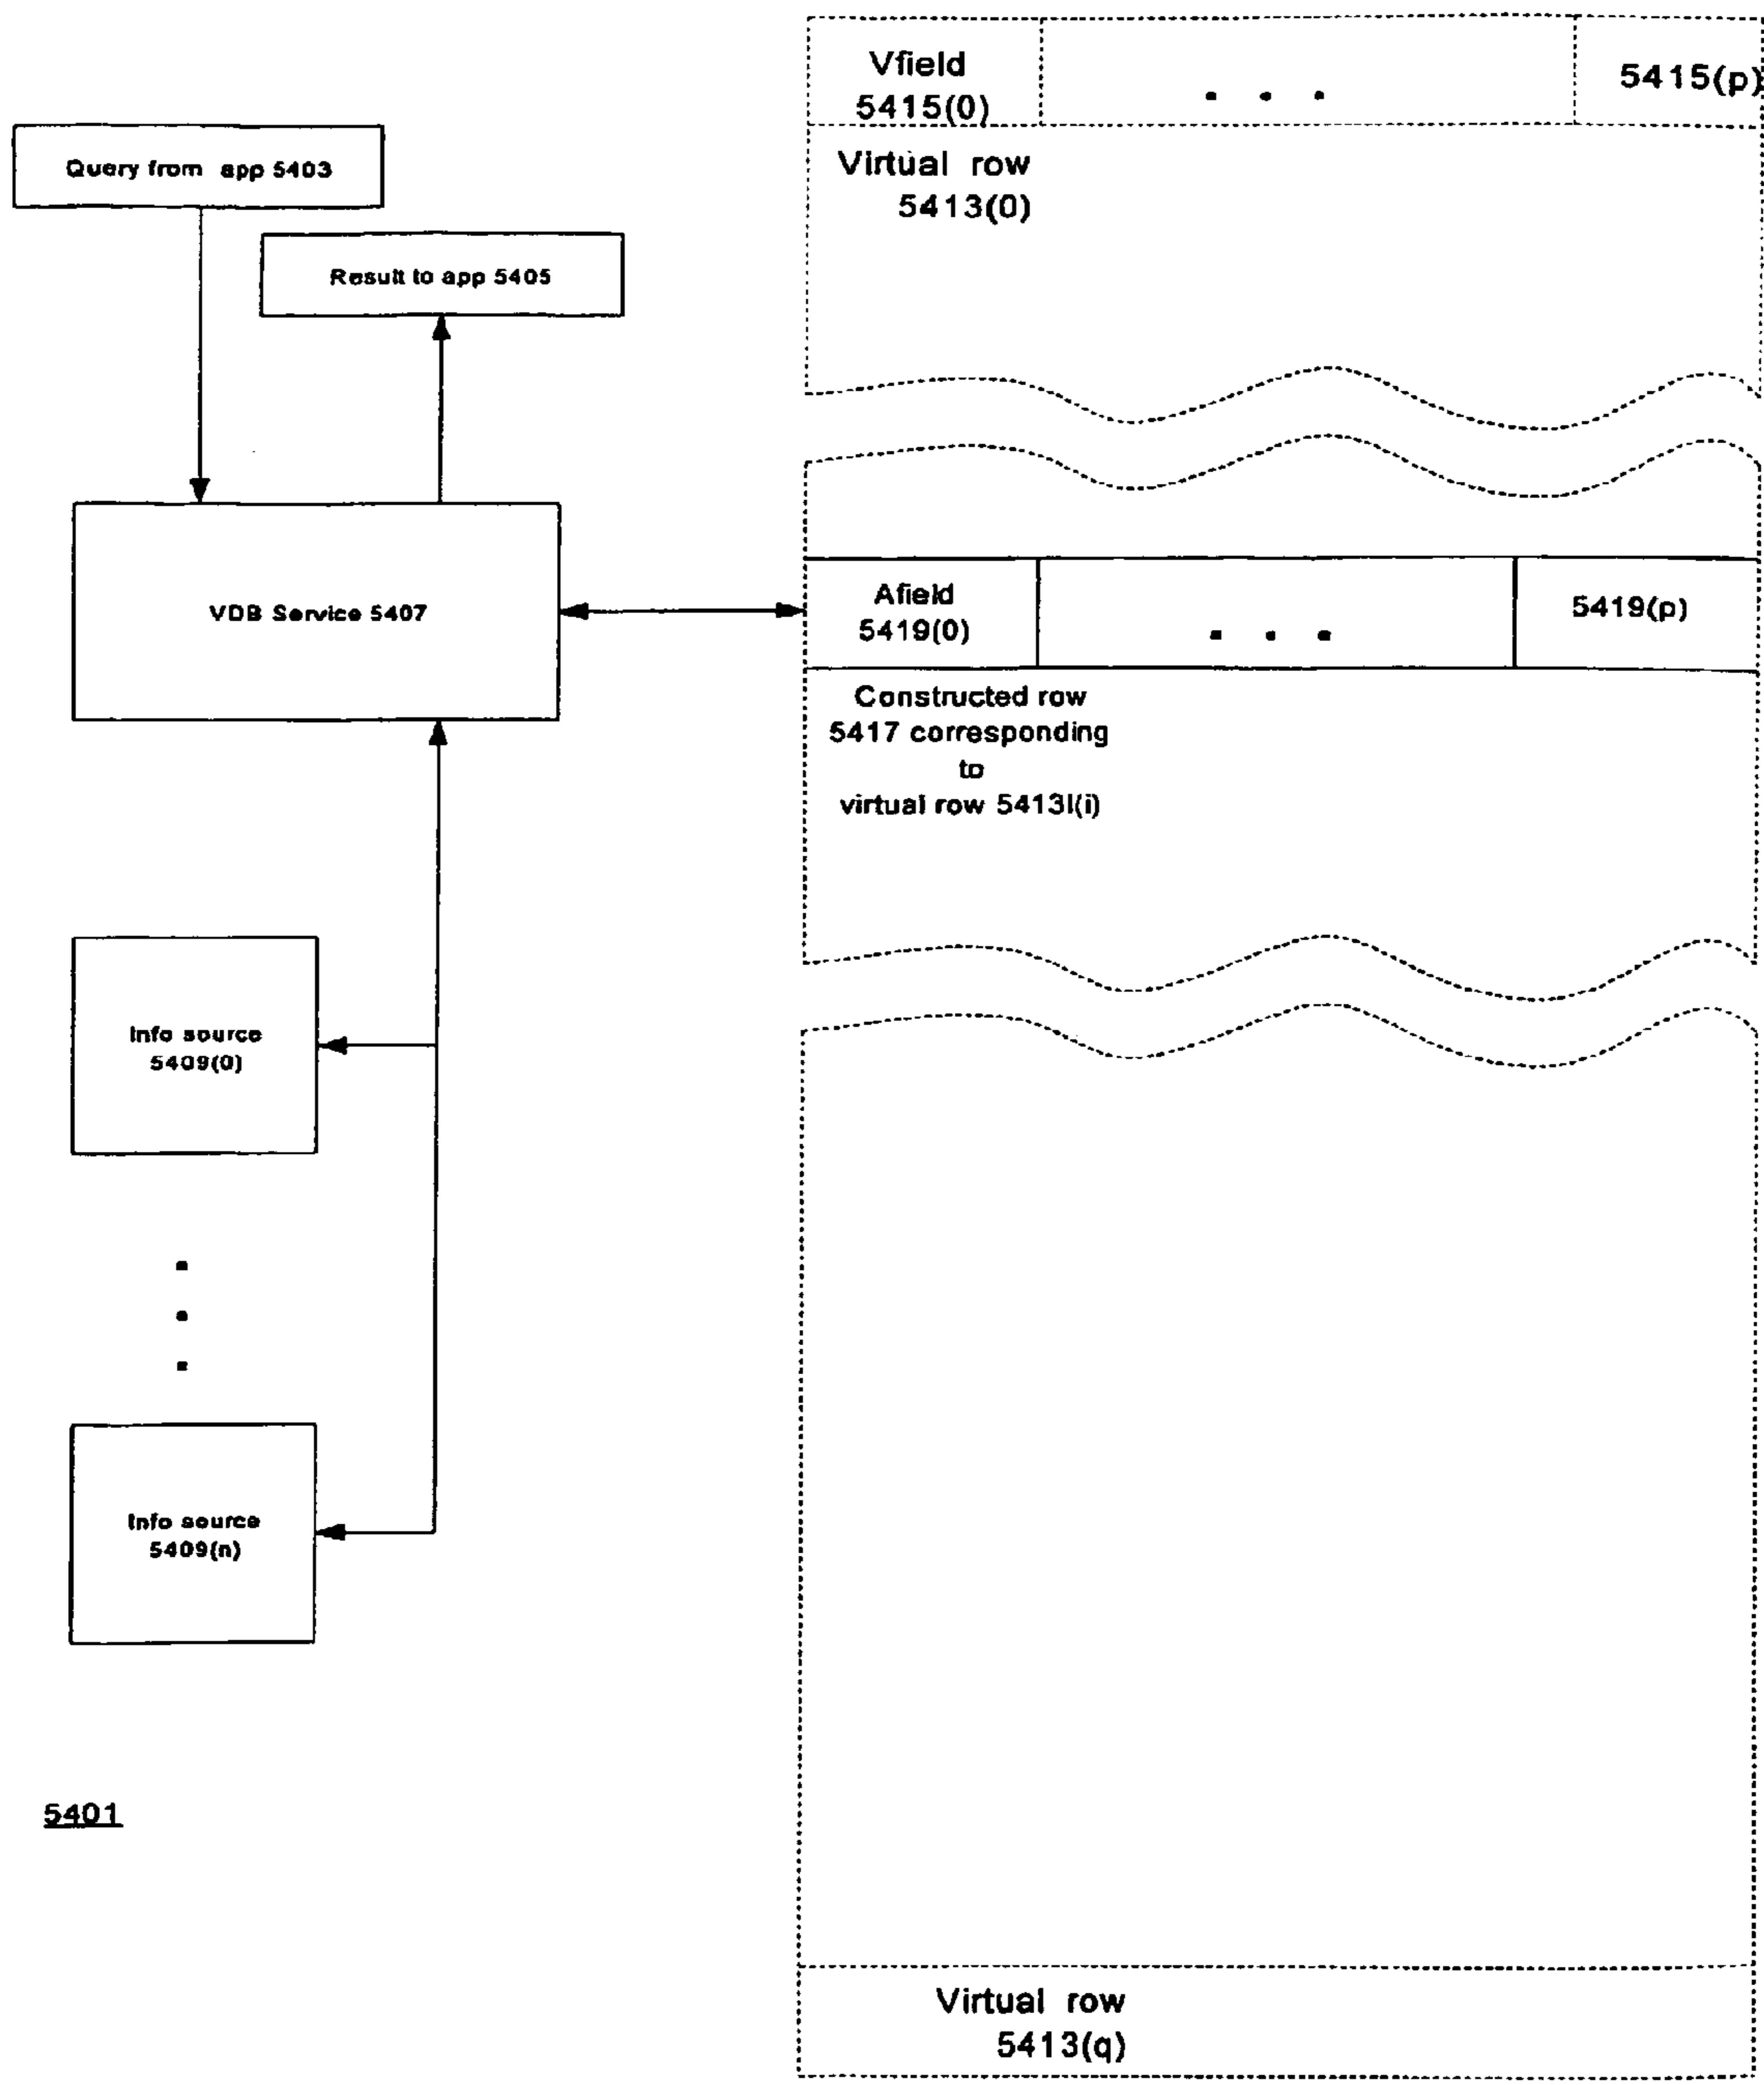 Query from app 5403
Result to app 5405
VDB Service 5407
Info source
5409(0)
Info source
5409(n)
5401
Vfield
5415(0)
. . .
5415(p)
Virtual row
5413(0)
Afield
5419(0)
. . .
5419(p)
Constructed row
5417 corresponding
to
virtual row 5413l(i)
Virtual row
5413(q)